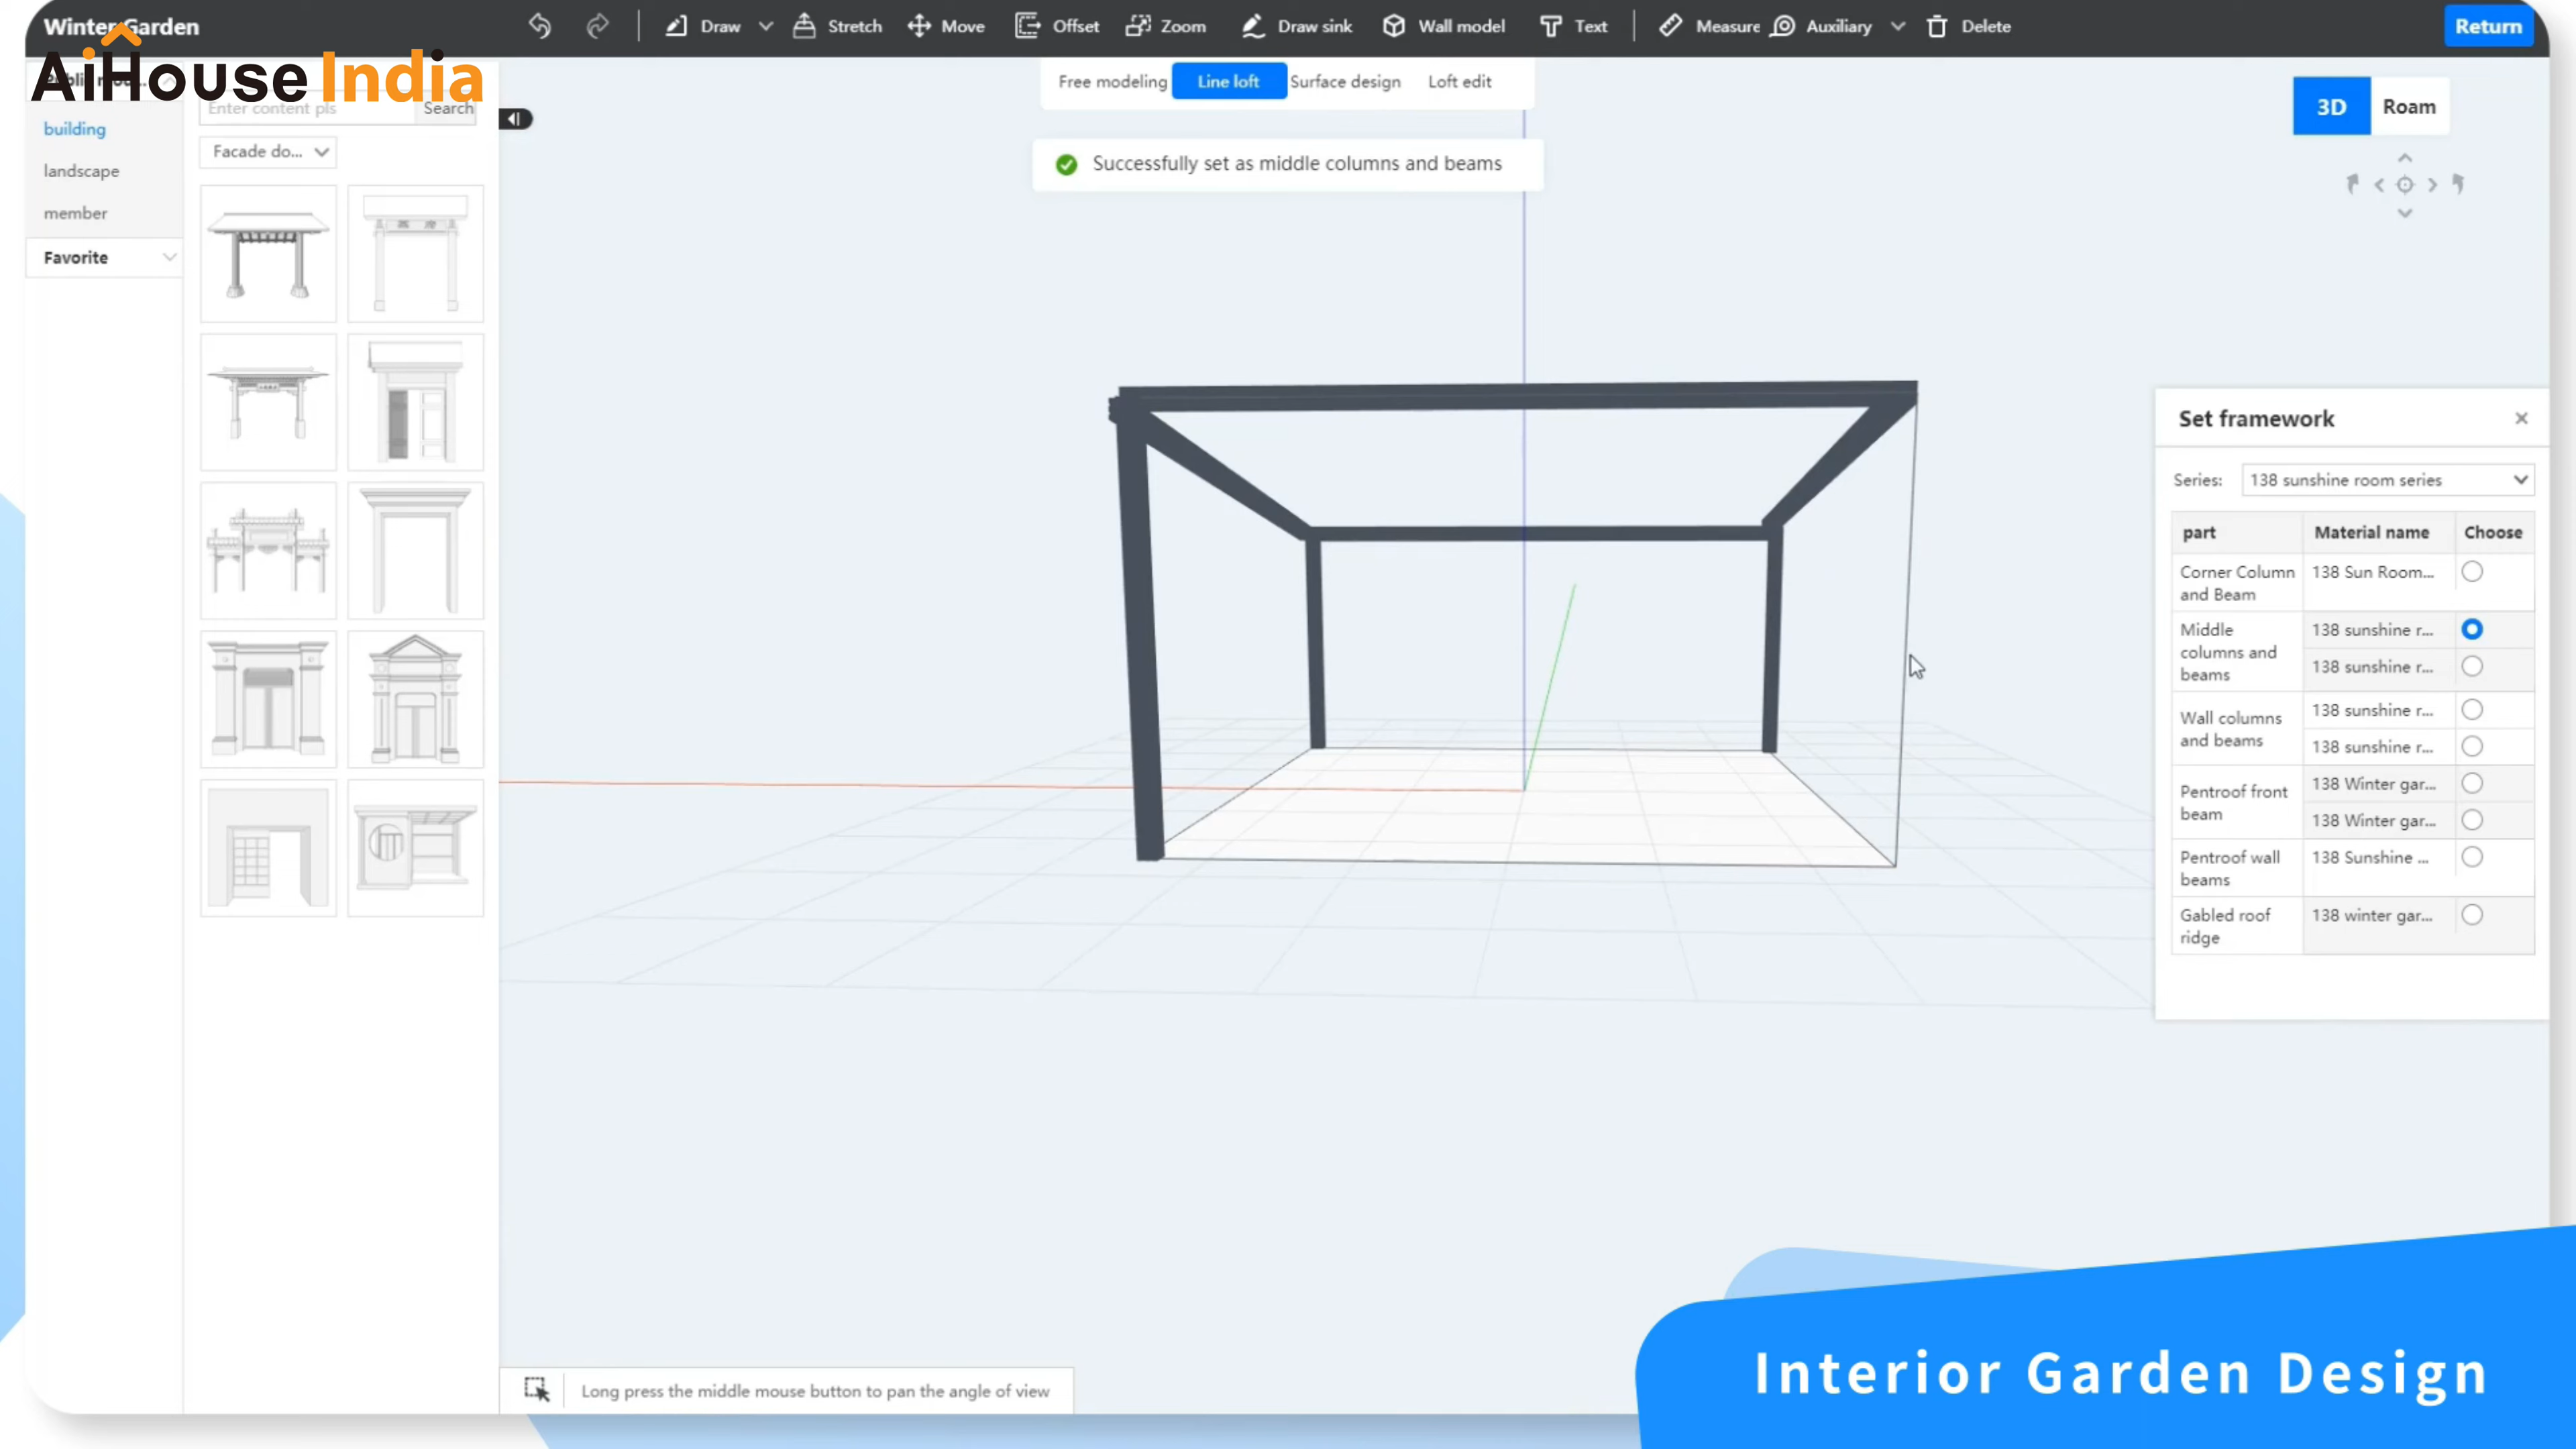 Winter Garden
Draw
Stretch
Move
Offset
Zoom
Draw sink
Wall model
Text
Measure
Auxiliary
Delete
Return
AiHouse India
Enter content pls
Search
building
landscape
member
Favorite
Facade do...
Free modeling
Line loft
Surface design
Loft edit
Successfully set as middle columns and beams
3D
Roam
Set framework
Series:
138 sunshine room series
part
Material name
Choose
Corner Column
and Beam
138 Sun Room...
Middle
columns and
beams
138 sunshine r...
138 sunshine r...
Wall columns
and beams
138 sunshine r...
138 sunshine r...
Pentroof front
beam
138 Winter gar...
138 Winter gar...
Pentroof wall
beams
138 Sunshine ...
Gabled roof
ridge
138 winter gar...
Long press the middle mouse button to pan the angle of view
Interior Garden Design